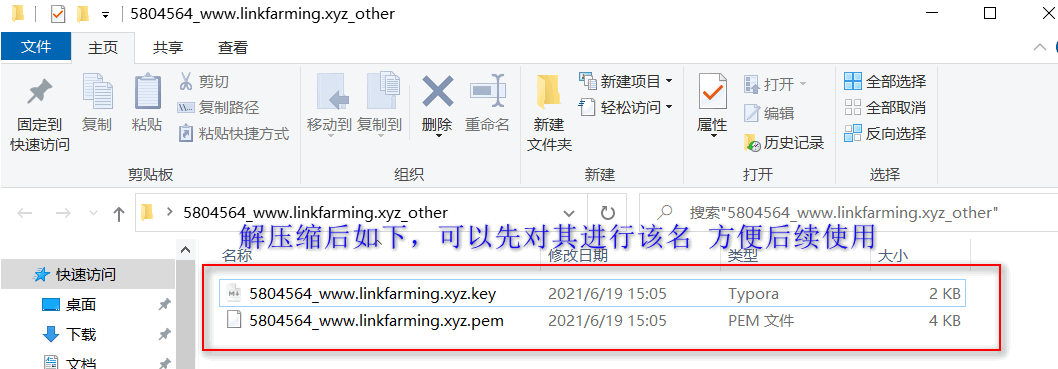 5804564_www.linkfarming.xyz_other
文件 主页 共享 查看
固定到快速访问
复制
粘贴
剪切
复制路径
粘贴快捷方式
剪贴板
移动到
复制到
删除
重命名
组织
新建文件夹
新建项目
轻松访问
新建
属性
打开
编辑
历史记录
打开
全部选择
全部取消
反向选择
选择
5804564_www.linkfarming.xyz_other
搜索"5804564_www.linkfarming.xyz_other"
解压缩后如下，可以先对其进行该名 方便后续使用
名称 修改日期 类型 大小
快速访问
桌面
下载
文档
5804564_www.linkfarming.xyz.key 2021/6/19 15:05 Typora 2 KB
5804564_www.linkfarming.xyz.pem 2021/6/19 15:05 PEM 文件 4 KB